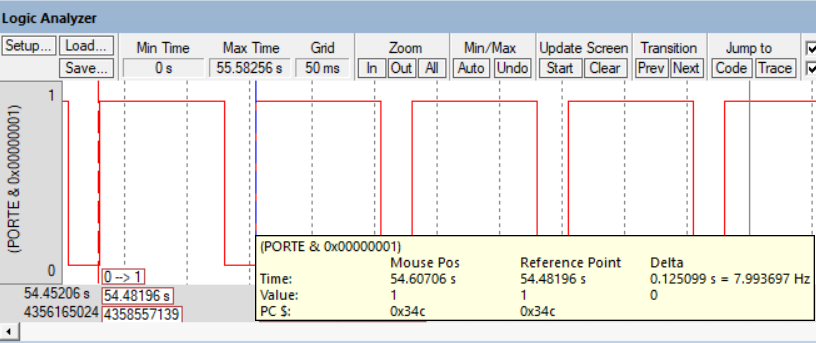 Logic Analyzer
Setup... Load... Min Time Max Time Grid Zoom Min/Max Update Screen Transition Jump to
Save... 0 s 55.58256 s 50 ms In Out All Auto Undo Start Clear Prev Next Code Trace
1
(PORTE & 0x00000001)
0
0 --> 1
54.45206 s 54.48196 s
4356165024 4358557139
(PORTE & 0x00000001)
Mouse Pos Reference Point Delta
Time: 54.60706 s 54.48196 s 0.125099 s = 7.993697 Hz
Value: 1 1 0
PC $: 0x34c 0x34c